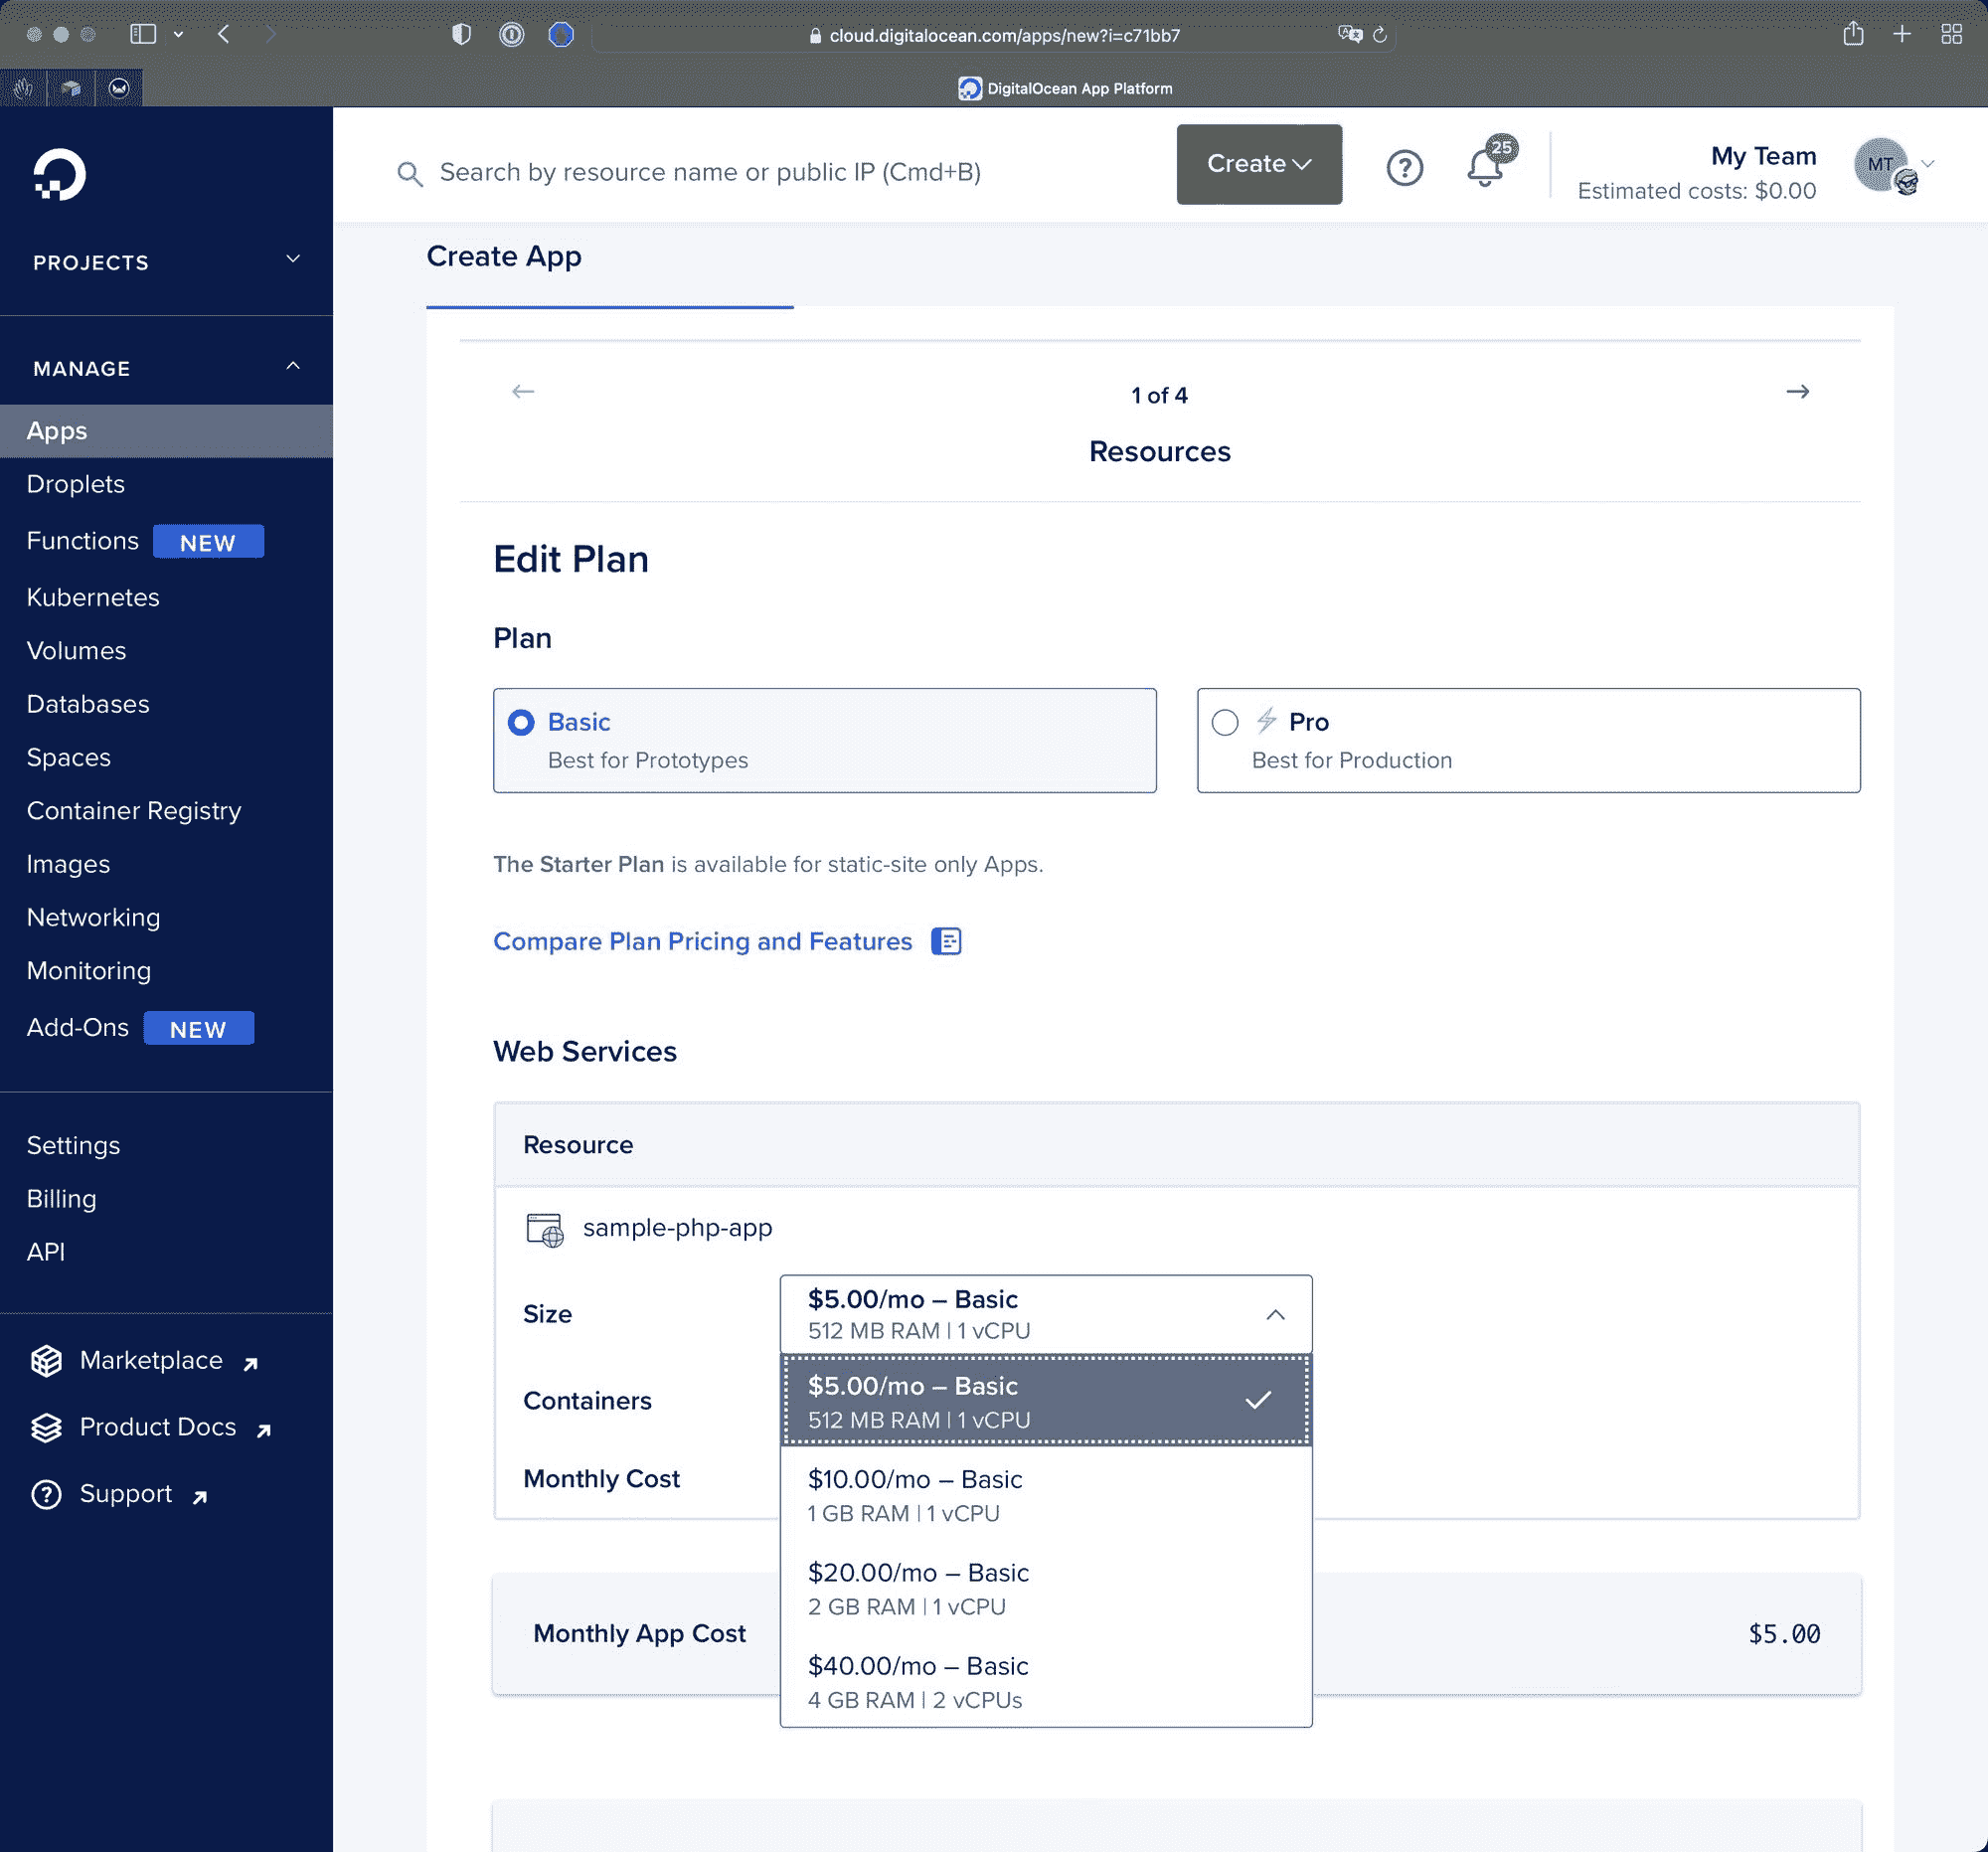 cloud.digitalocean.com/apps/new?i=c71bb7
DigitalOcean App Platform
Search by resource name or public IP (Cmd+B)
Create
25
My Team
Estimated costs: $0.00
MT
PROJECTS
MANAGE
Apps
Droplets
Functions NEW
Kubernetes
Volumes
Databases
Spaces
Container Registry
Images
Networking
Monitoring
Add-Ons NEW
Settings
Billing
API
Marketplace
Product Docs
Support
Create App
1 of 4
Resources
Edit Plan
Plan
Basic
Best for Prototypes
Pro
Best for Production
The Starter Plan is available for static-site only Apps.
Compare Plan Pricing and Features
Web Services
Resource
sample-php-app
Size
$5.00/mo – Basic
512 MB RAM | 1 vCPU
Containers
$5.00/mo – Basic
512 MB RAM | 1 vCPU
Monthly Cost
$10.00/mo – Basic
1 GB RAM | 1 vCPU
$20.00/mo – Basic
2 GB RAM | 1 vCPU
$40.00/mo – Basic
4 GB RAM | 2 vCPUs
Monthly App Cost
$5.00